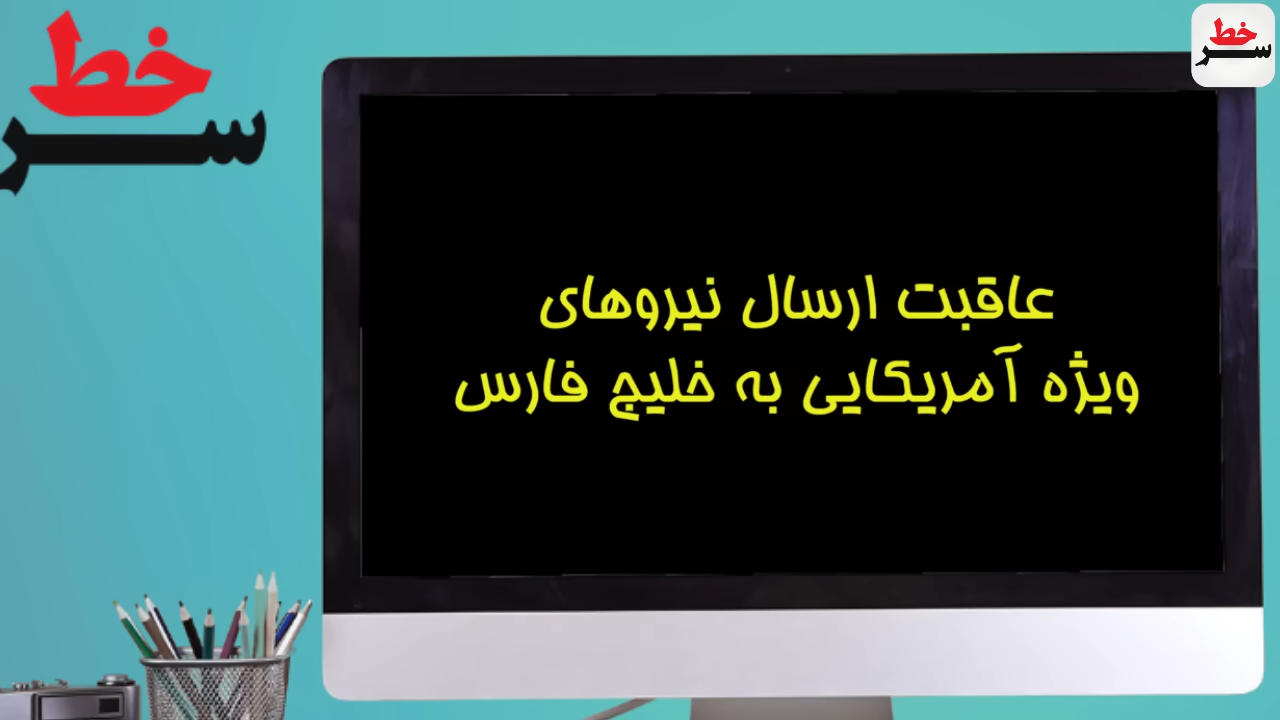 خط
سر
خط
سر
عاقبت ارسال نیروهای
ویژه آمریکایی به خلیج فارس